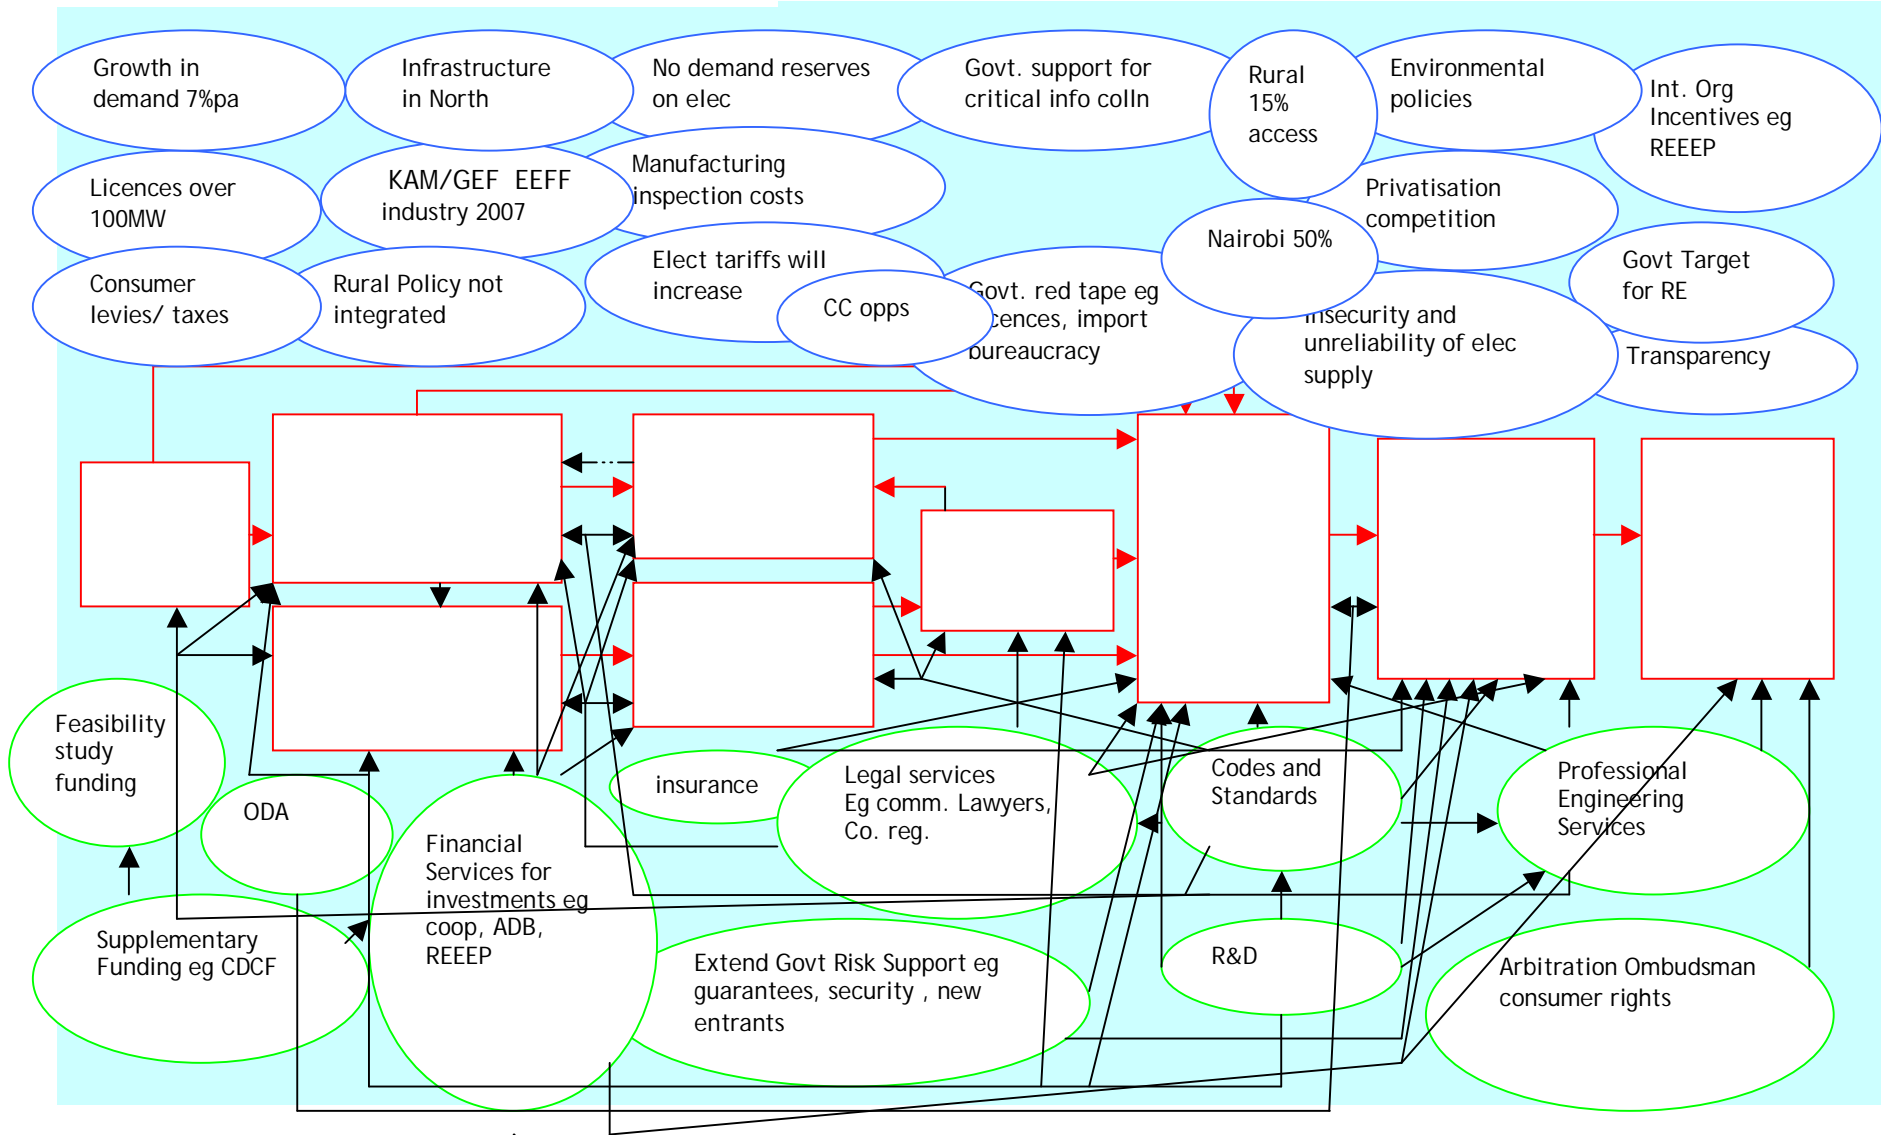 Growth in
demand 7%pa
Infrastructure
in North
No demand reserves
on elec
Govt. support for
critical info colln
Rural
15%
access
Environmental
policies
Int. Org
Incentives eg
REEEP
Licences over
100MW
KAM/GEF EEFF
industry 2007
Manufacturing
inspection costs
Privatisation
competition
Nairobi 50%
Consumer
levies/ taxes
Rural Policy not
integrated
Elect tariffs will
increase
CC opps
Govt. red tape eg
icences, import
bureaucracy
Insecurity and
unreliability of elec
supply
Govt Target
for RE
Transparency
Feasibility
study
funding
ODA
Financial
Services for
investments eg
coop, ADB,
REEEP
insurance
Legal services
Eg comm. Lawyers,
Co. reg.
Codes and
Standards
Professional
Engineering
Services
Supplementary
Funding eg CDCF
Extend Govt Risk Support eg
guarantees, security , new
entrants
R&D
Arbitration Ombudsman
consumer rights